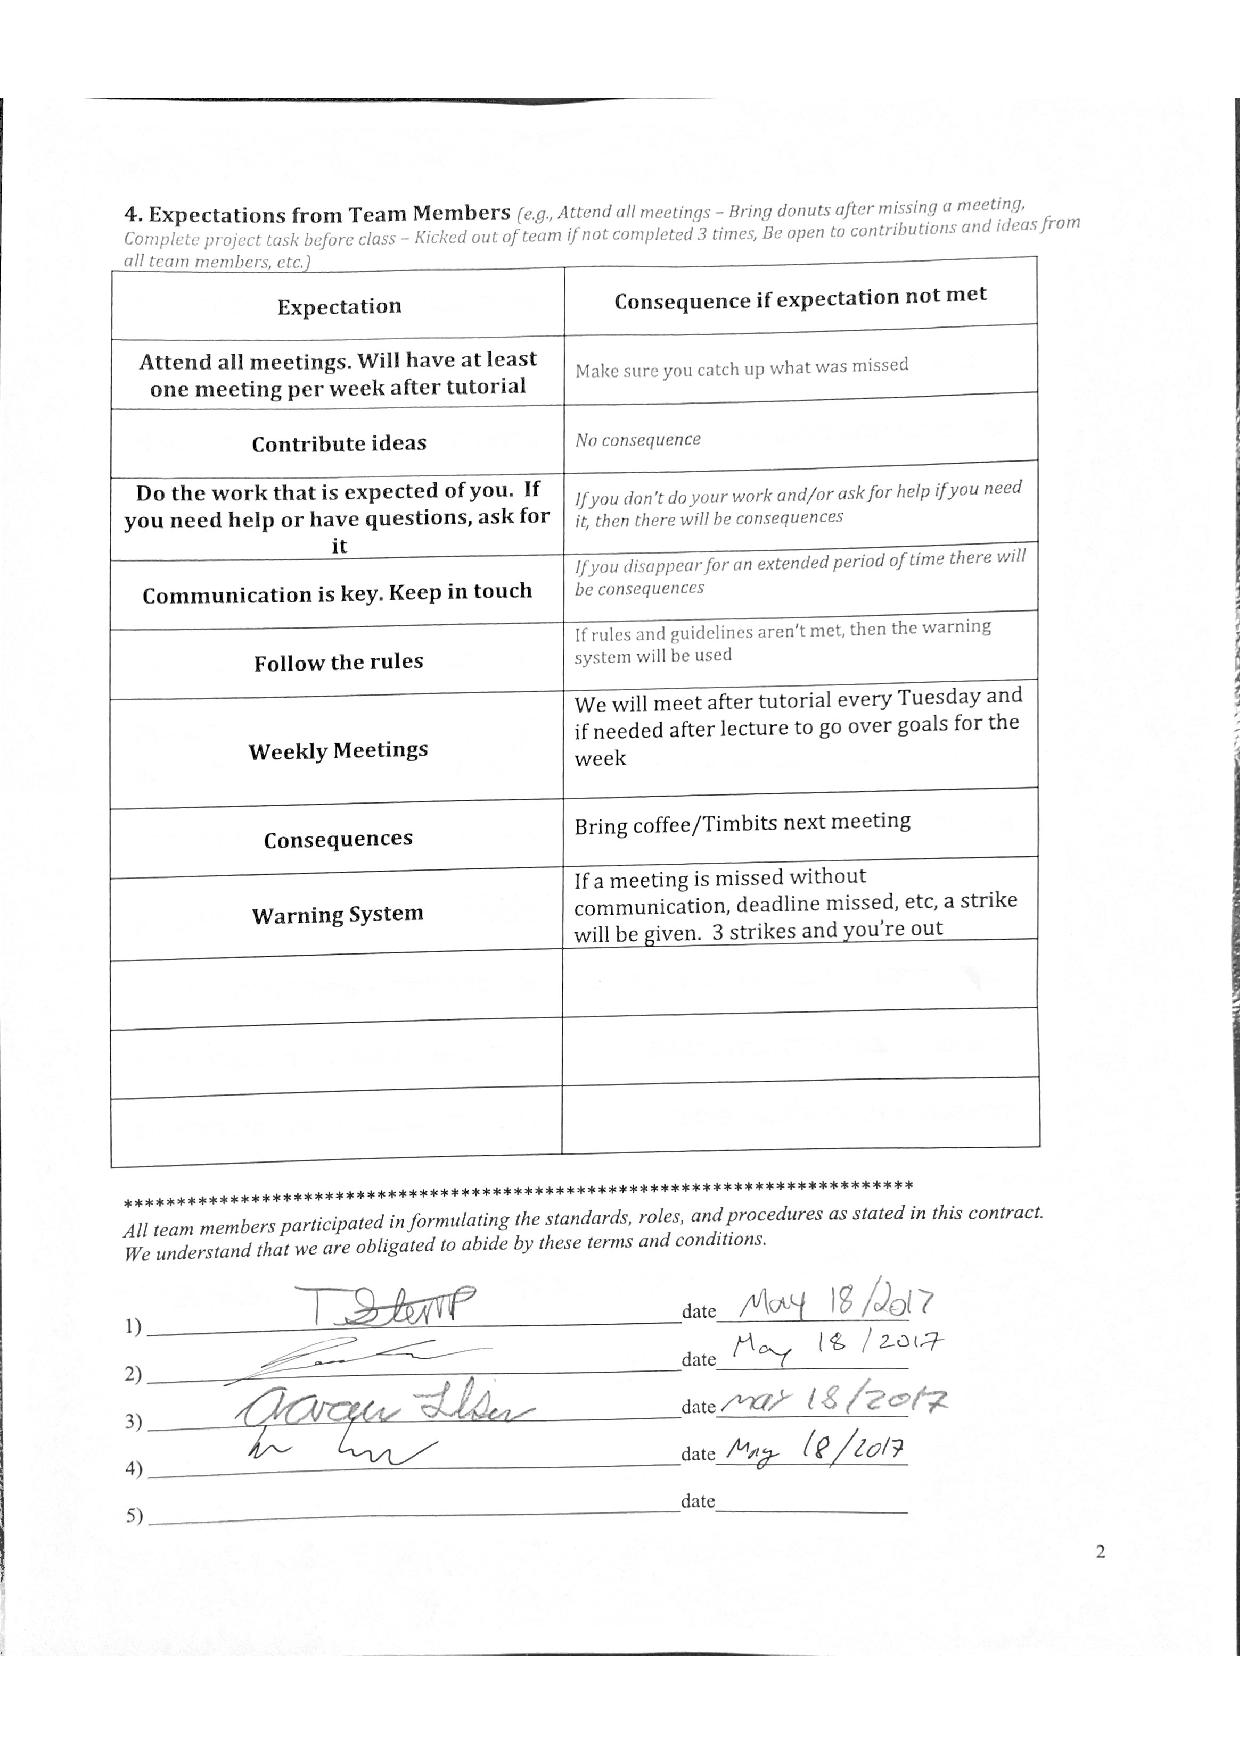 4. Expectations from Team Members (e.g., Attend all meetings – Bring donuts after missing a meeting,
Complete project task before class – Kicked out of team if not completed 3 times, Be open to contributions and ideas from
all team members, etc.)
Expectation
Consequence if expectation not met
Attend all meetings. Will have at least
one meeting per week after tutorial
Make sure you catch up what was missed
Contribute ideas
No consequence
Do the work that is expected of you.  If
you need help or have questions, ask for
it
If you don't do your work and/or ask for help if you need
it, then there will be consequences
Communication is key. Keep in touch
If you disappear for an extended period of time there will
be consequences
Follow the rules
If rules and guidelines aren't met, then the warning
system will be used
Weekly Meetings
We will meet after tutorial every Tuesday and
if needed after lecture to go over goals for the
week
Consequences
Bring coffee/Timbits next meeting
Warning System
If a meeting is missed without
communication, deadline missed, etc, a strike
will be given.  3 strikes and you're out
***************************************************************************
All team members participated in formulating the standards, roles, and procedures as stated in this contract.
We understand that we are obligated to abide by these terms and conditions.
1) T Stemp date May 18/2017
2) date May 18/2017
3) date May 18/2017
4) date May 18/2017
5) date
2